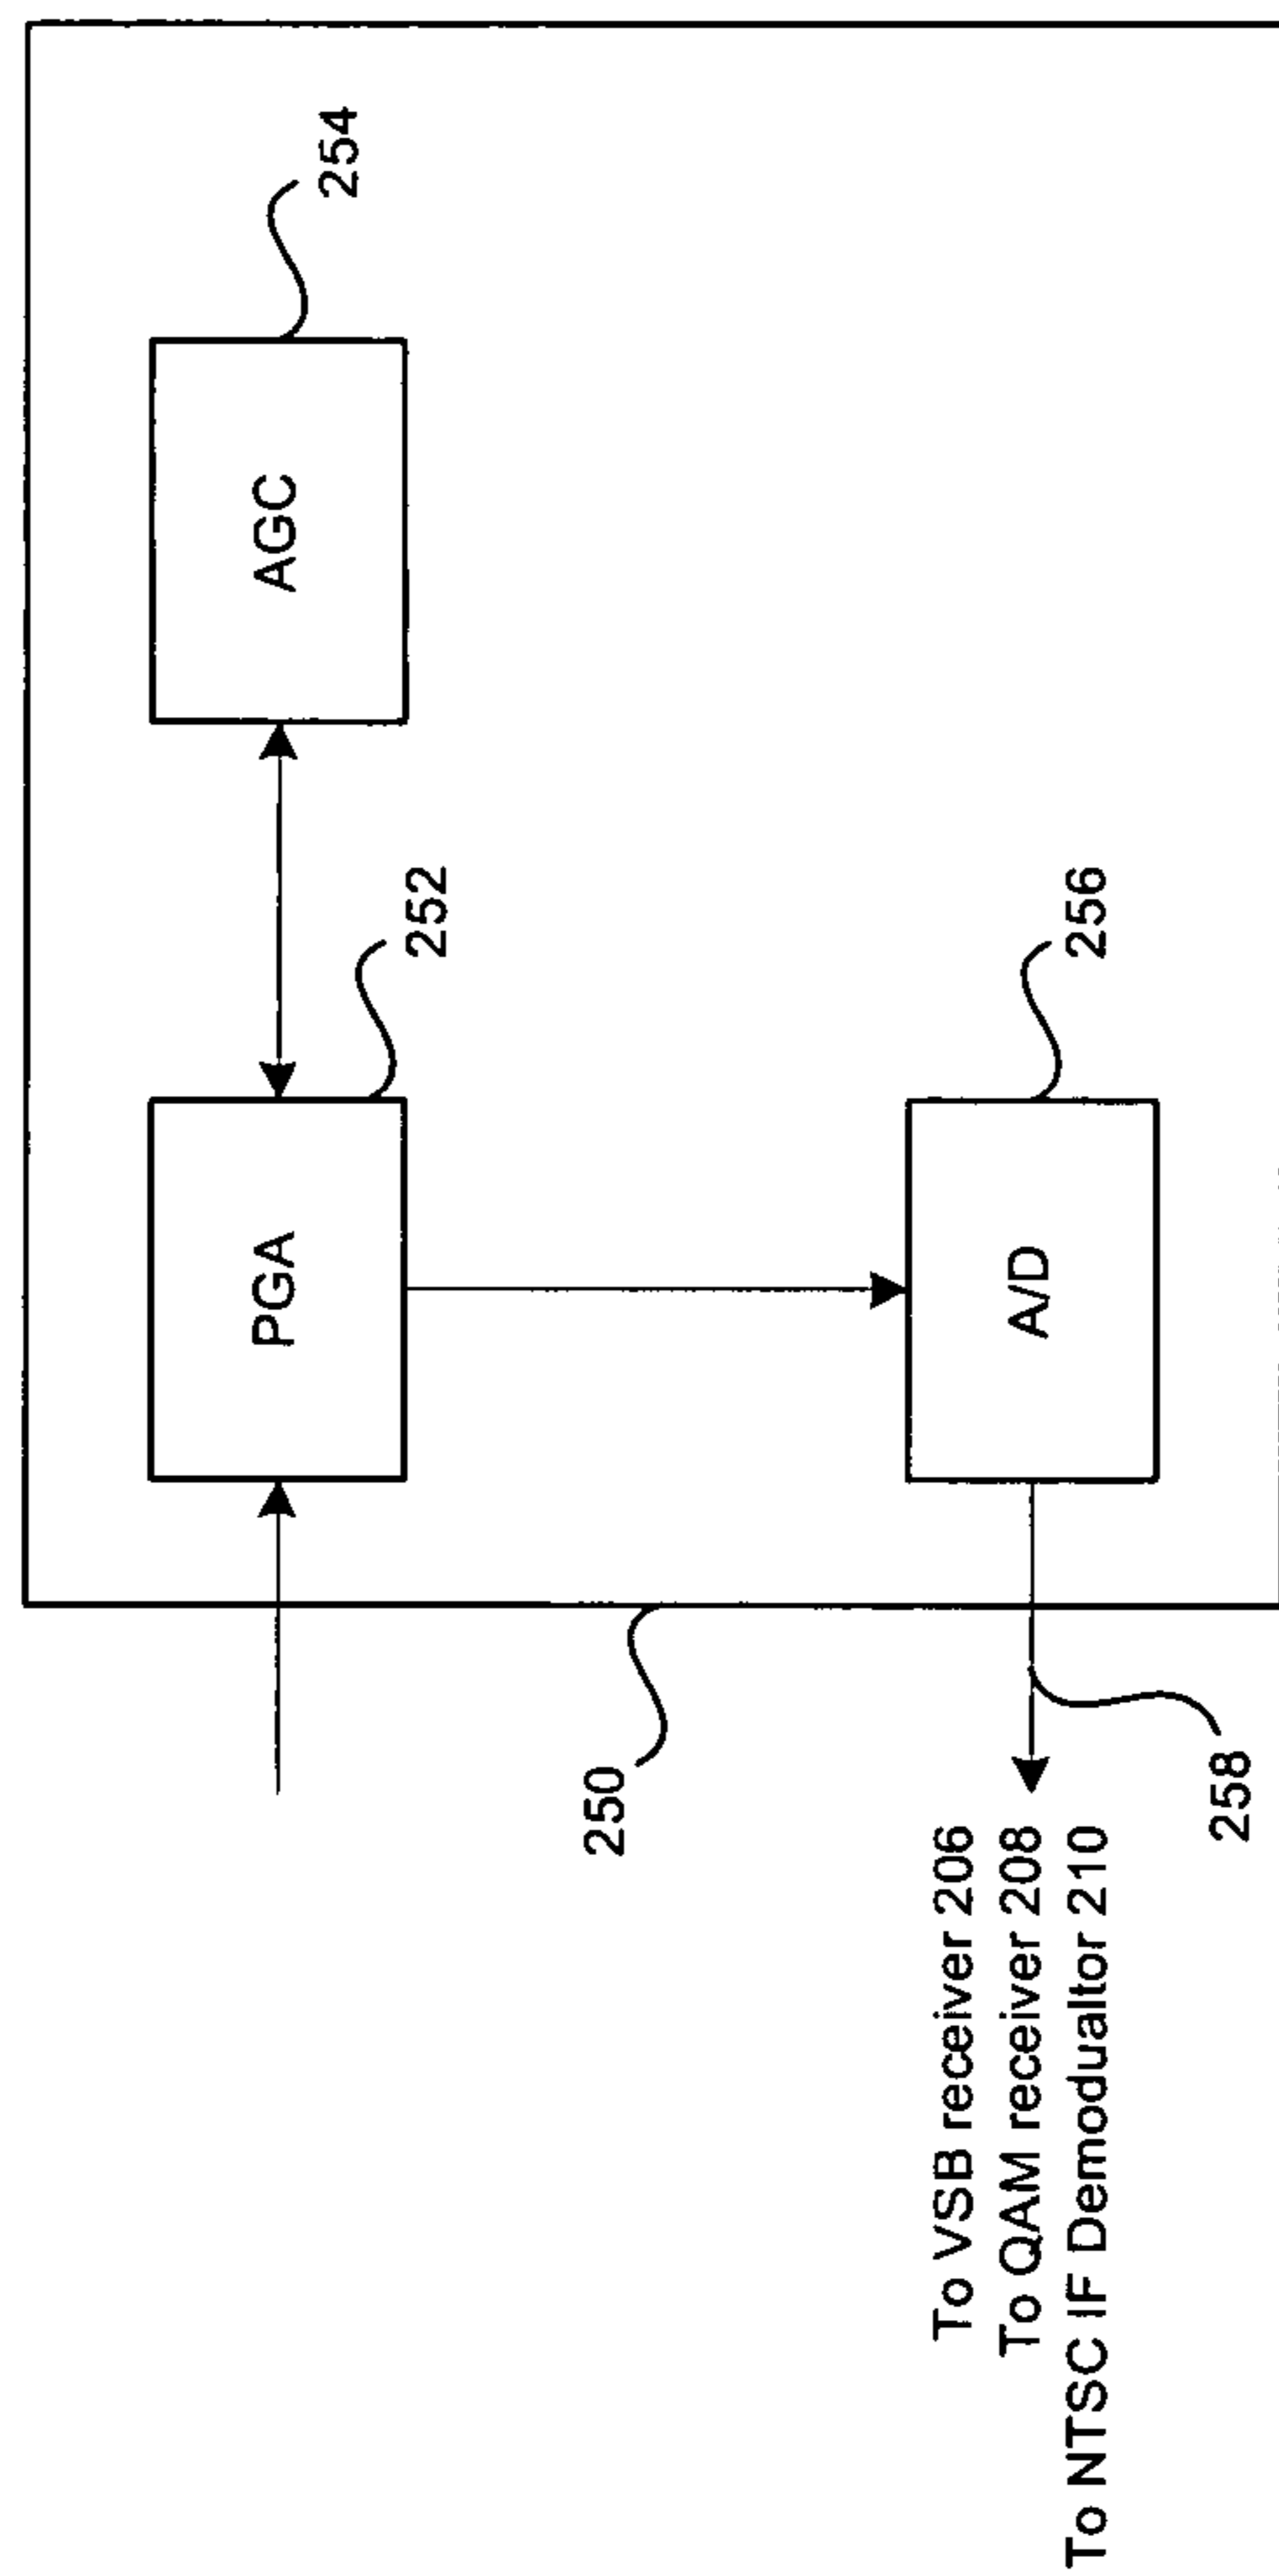 254
AGC
252
PGA
256
A/D
250
258
To VSB receiver 206
To QAM receiver 208
To NTSC IF Demodualtor 210